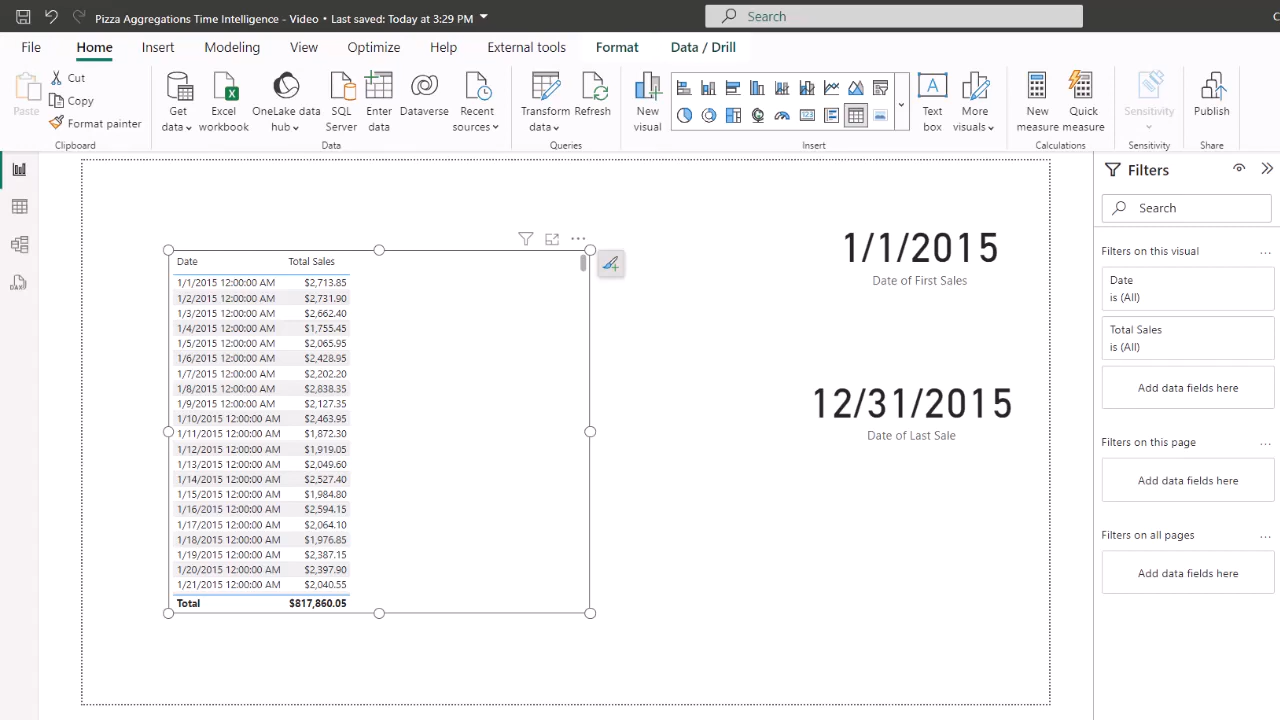 Pizza Aggregations Time Intelligence - Video • Last saved: Today at 3:29 PM
Search
File Home Insert Modeling View Optimize Help External tools Format Data / Drill
Paste
Cut
Copy
Format painter
Clipboard
Get data
Excel workbook
OneLake data hub
SQL Server
Enter data
Dataverse
Recent sources
Data
Transform data
Refresh
Queries
New visual
Text box
More visuals
Insert
New measure
Quick measure
Calculations
Sensitivity
Sensitivity
Publish
Share
Date Total Sales
1/1/2015 12:00:00 AM $2,713.85
1/2/2015 12:00:00 AM $2,731.90
1/3/2015 12:00:00 AM $2,662.40
1/4/2015 12:00:00 AM $1,755.45
1/5/2015 12:00:00 AM $2,065.95
1/6/2015 12:00:00 AM $2,428.95
1/7/2015 12:00:00 AM $2,202.20
1/8/2015 12:00:00 AM $2,838.35
1/9/2015 12:00:00 AM $2,127.35
1/10/2015 12:00:00 AM $2,463.95
1/11/2015 12:00:00 AM $1,872.30
1/12/2015 12:00:00 AM $1,919.05
1/13/2015 12:00:00 AM $2,049.60
1/14/2015 12:00:00 AM $2,527.40
1/15/2015 12:00:00 AM $1,984.80
1/16/2015 12:00:00 AM $2,594.15
1/17/2015 12:00:00 AM $2,064.10
1/18/2015 12:00:00 AM $1,976.85
1/19/2015 12:00:00 AM $2,387.15
1/20/2015 12:00:00 AM $2,397.90
1/21/2015 12:00:00 AM $2,040.55
Total $817,860.05
1/1/2015
Date of First Sales
12/31/2015
Date of Last Sale
Filters
Search
Filters on this visual
Date
is (All)
Total Sales
is (All)
Add data fields here
Filters on this page
Add data fields here
Filters on all pages
Add data fields here